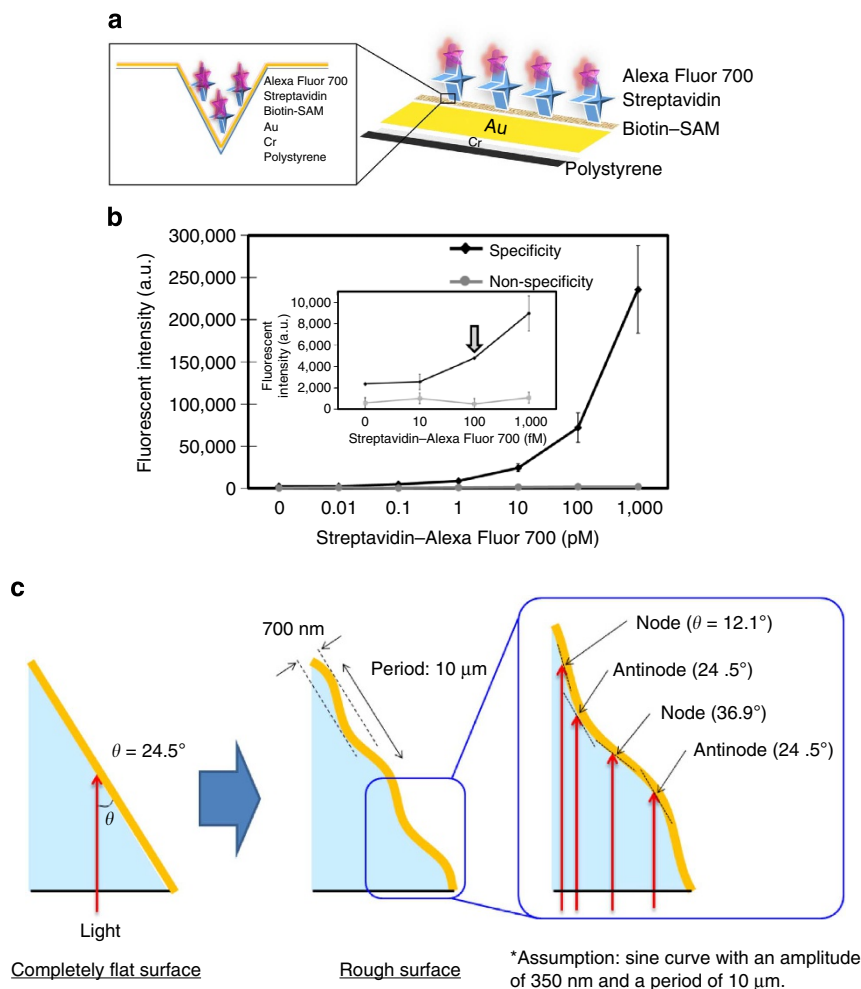 a
Alexa Fluor 700
Streptavidin
Biotin-SAM
Au
Cr
Polystyrene
Alexa Fluor 700
Streptavidin
Biotin–SAM
Au
Cr
Polystyrene
b
Fluorescent intensity (a.u.)
300,000
250,000
200,000
150,000
100,000
50,000
0
Specificity
Non-specificity
Fluorescent
intensity (a.u.)
10,000
8,000
6,000
4,000
2,000
0
0 10 100 1,000
Streptavidin–Alexa Fluor 700 (fM)
0 0.01 0.1 1 10 100 1,000
Streptavidin–Alexa Fluor 700 (pM)
c
θ = 24.5°
θ
Light
Completely flat surface
700 nm
Period: 10 μm
Rough surface
Node (θ = 12.1°)
Antinode (24 .5°)
Node (36.9°)
Antinode (24 .5°)
*Assumption: sine curve with an amplitude
of 350 nm and a period of 10 μm.